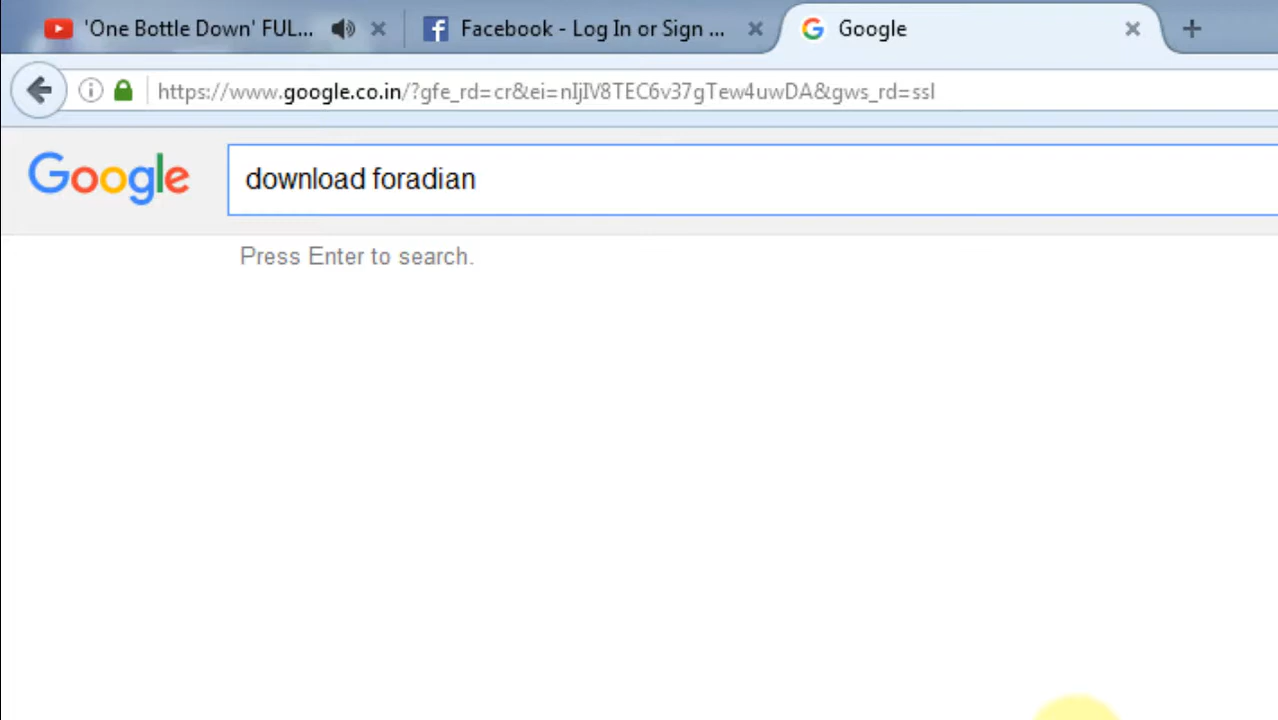 'One Bottle Down' FUL...
Facebook - Log In or Sign ...
Google
https://www.google.co.in/?gfe_rd=cr&ei=nIjIV8TEC6v37gTew4uwDA&gws_rd=ssl
Google
download foradian
Press Enter to search.